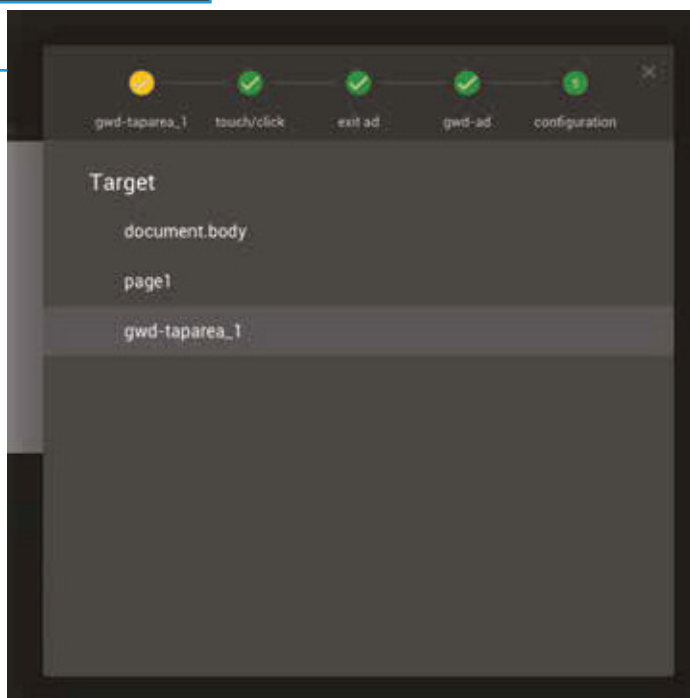 gwd-taparea_1 touch/click exit ad gwd-ad configuration
Target
document.body
page1
gwd-taparea_1